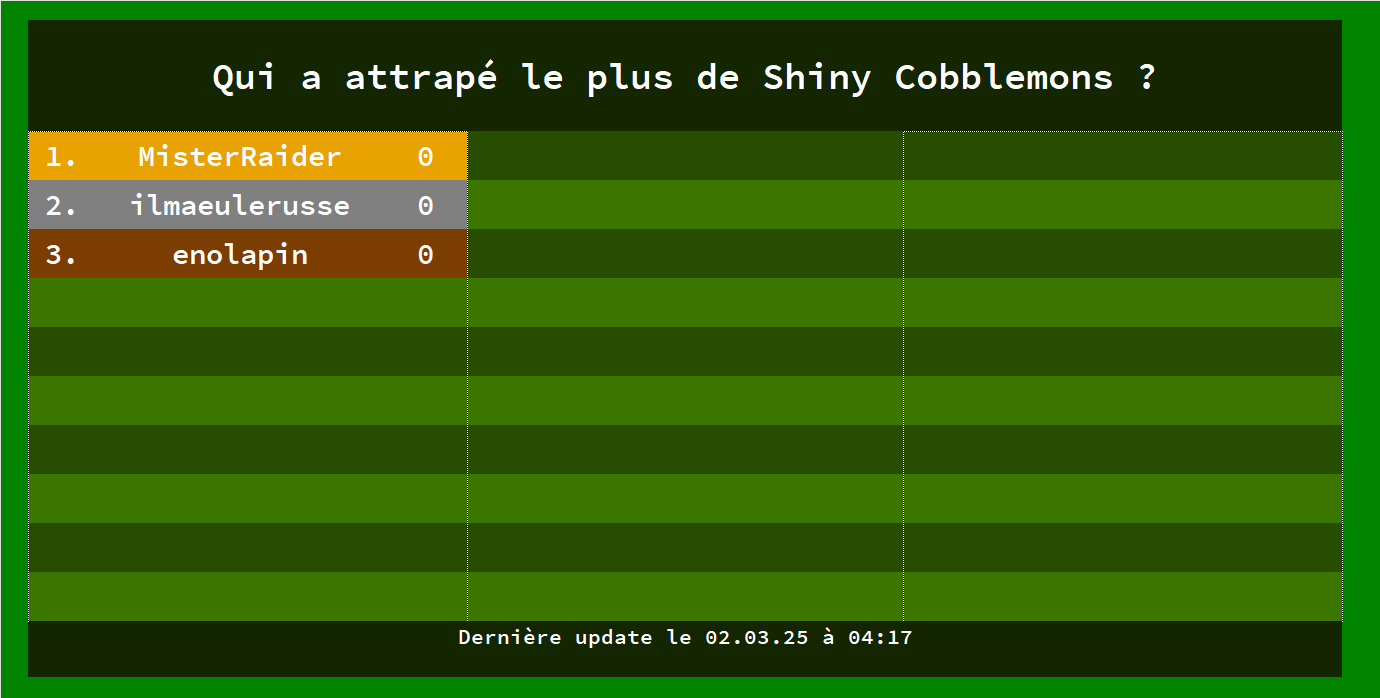 Qui a attrapé le plus de Shiny Cobblemons ?
1. MisterRaider 0
2. ilmaeulerusse 0
3. enolapin 0
Dernière update le 02.03.25 à 04:17